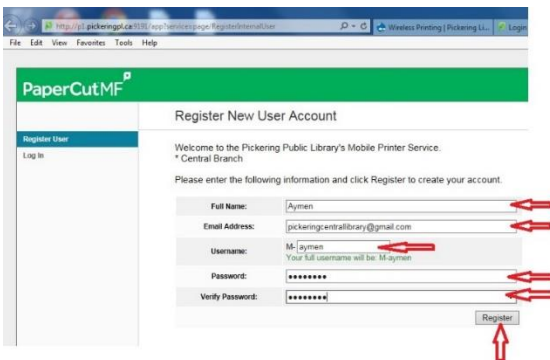 http://p1.pickeringpl.ca:9191/app?service=page/RegisterInternalUser
Wireless Printing | Pickering Li...
Login
File Edit View Favorites Tools Help
PaperCutMF
Register New User Account
Register User
Log In
Welcome to the Pickering Public Library's Mobile Printer Service.
* Central Branch
Please enter the following information and click Register to create your account.
Full Name: Aymen
Email Address: pickeringcentrallibrary@gmail.com
Username: M- aymen
Your full username will be: M-aymen
Password: ●●●●●●●●
Verify Password: ●●●●●●●●
Register